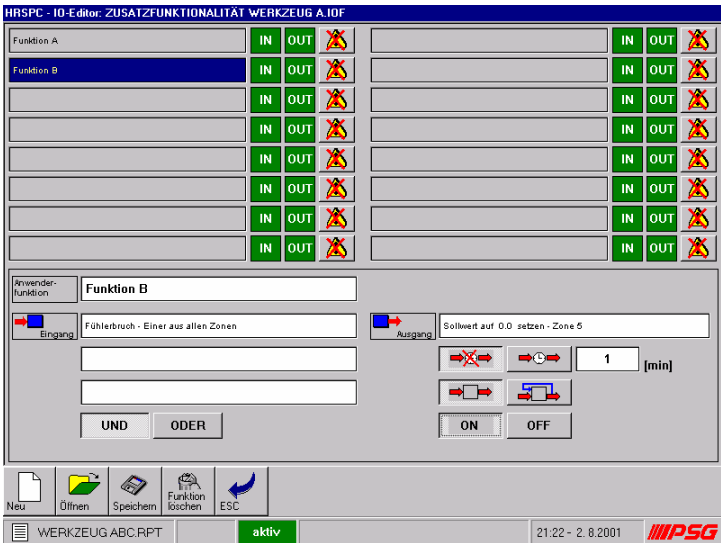 HRSPC - IO-Editor: ZUSATZFUNKTIONALITÄT WERKZEUG A.IOF
Funktion A IN OUT IN OUT
Funktion B IN OUT IN OUT
IN OUT IN OUT
IN OUT IN OUT
IN OUT IN OUT
IN OUT IN OUT
IN OUT IN OUT
IN OUT IN OUT
Anwender-
funktion
Funktion B
Eingang
Fühlerbruch - Einer aus allen Zonen
Ausgang
Sollwert auf 0.0 setzen - Zone 5
1 [min]
UND ODER
ON OFF
Neu
Öffnen
Speichern
Funktion
löschen
ESC
WERKZEUG ABC.RPT
aktiv
21:22 - 2. 8.2001
PSG